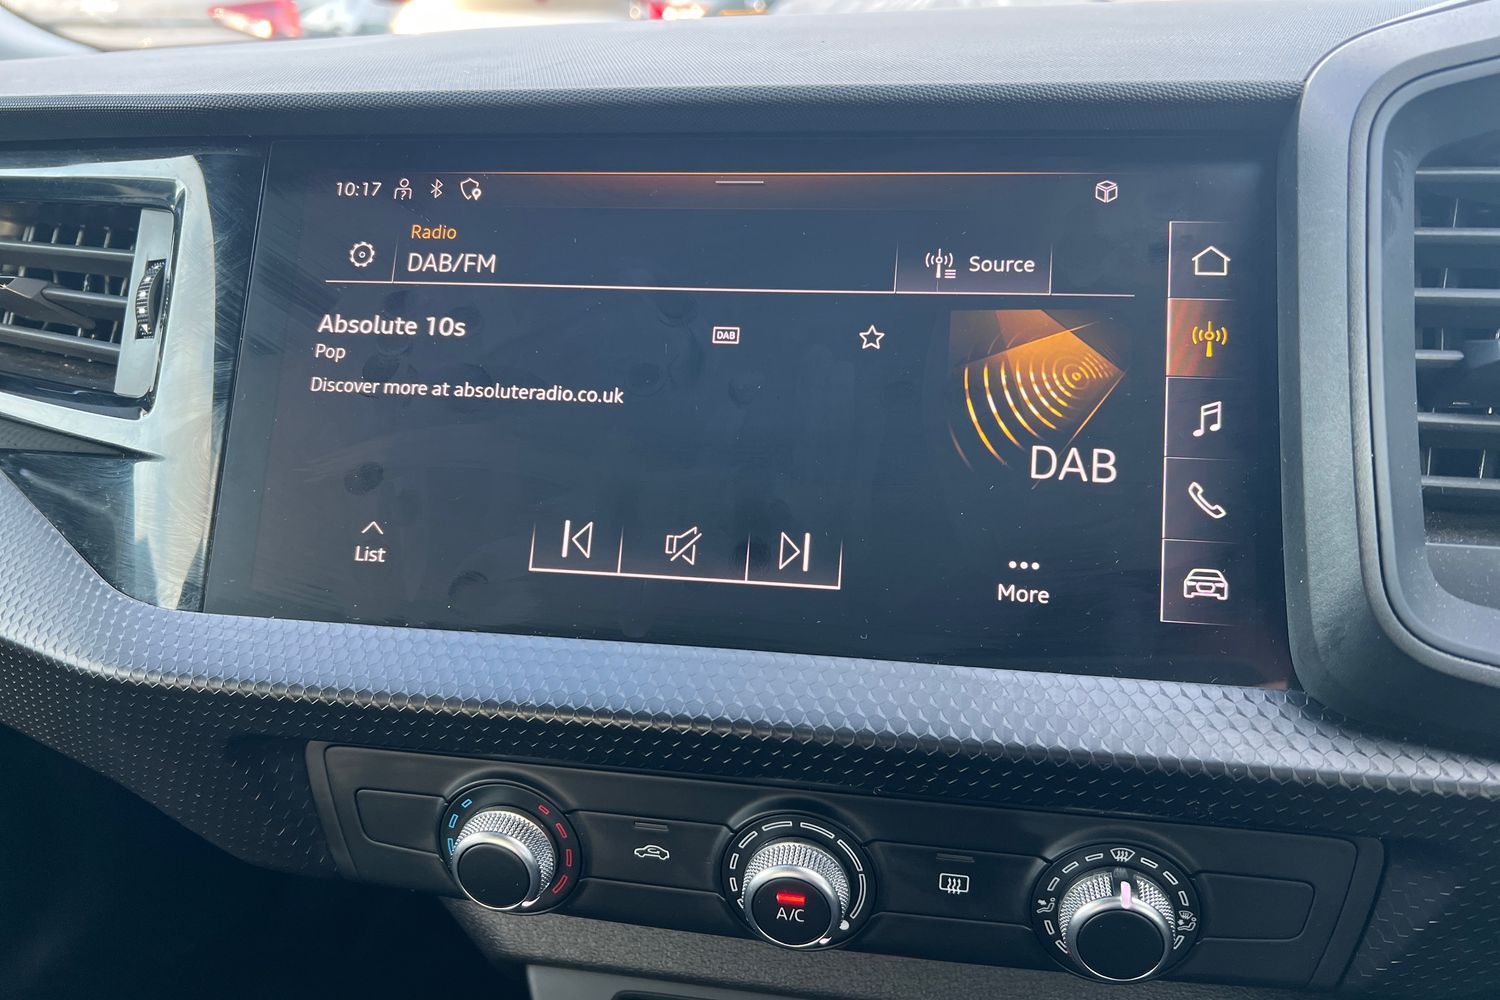 10:17
Radio
DAB/FM
Source
Absolute 10s
DAB
Pop
Discover more at absoluteradio.co.uk
DAB
List
More
A/C